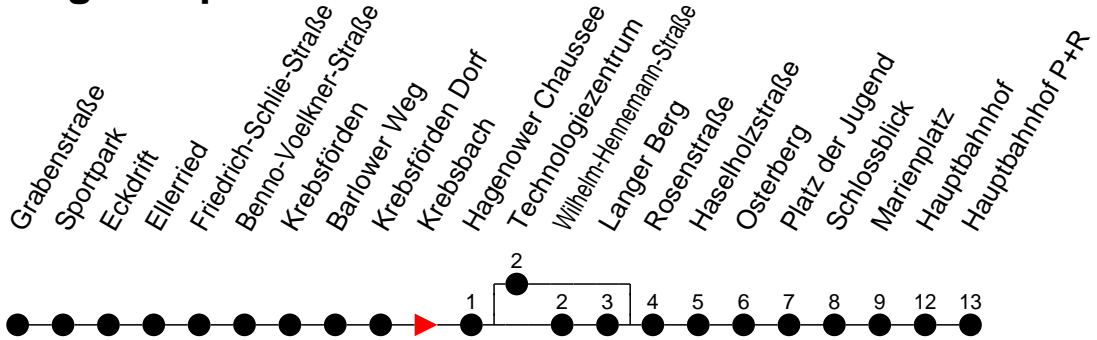 Grabenstraße
Sportpark
Eckdrift
Ellerried
Friedrich-Schlie-Straße
Benno-Voelkner-Straße
Krebsförden
Barlower Weg
Krebsförden Dorf
Krebsbach
Hagenower Chaussee
Technologiezentrum
Wilhelm-Hennemann-Straße
Langer Berg
Rosenstraße
Haselholzstraße
Osterberg
Platz der Jugend
Schlossblick
Marienplatz
Hauptbahnhof
Hauptbahnhof P+R
2
1 2 3 4 5 6 7 8 9 12 13